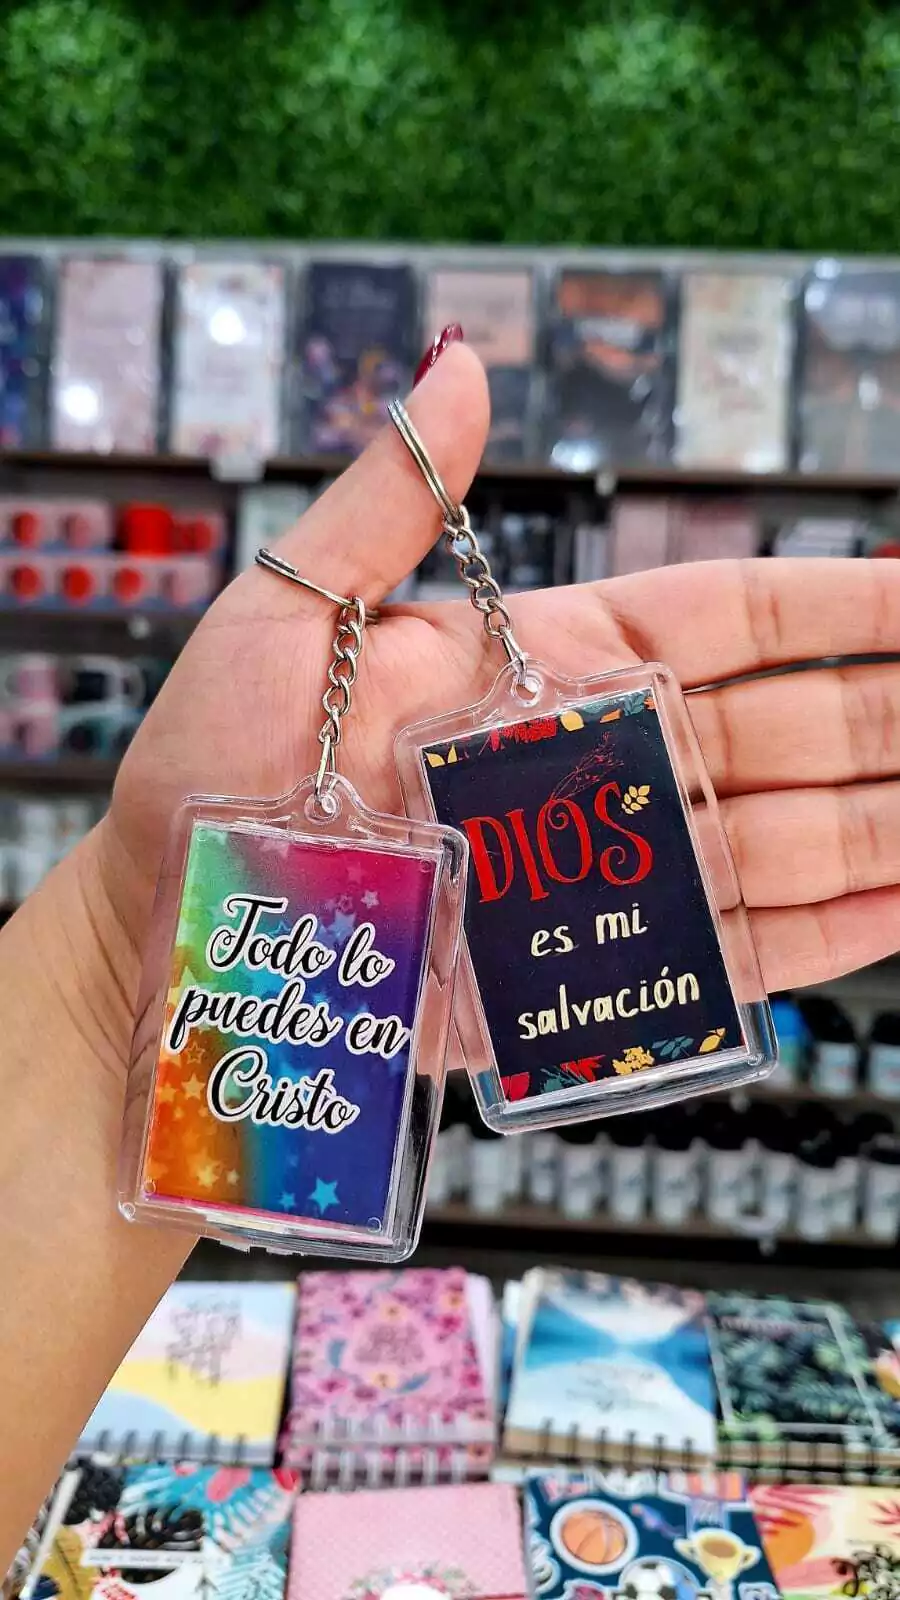 Todo lo
puedes en
Cristo
DIOS
es mi
salvación